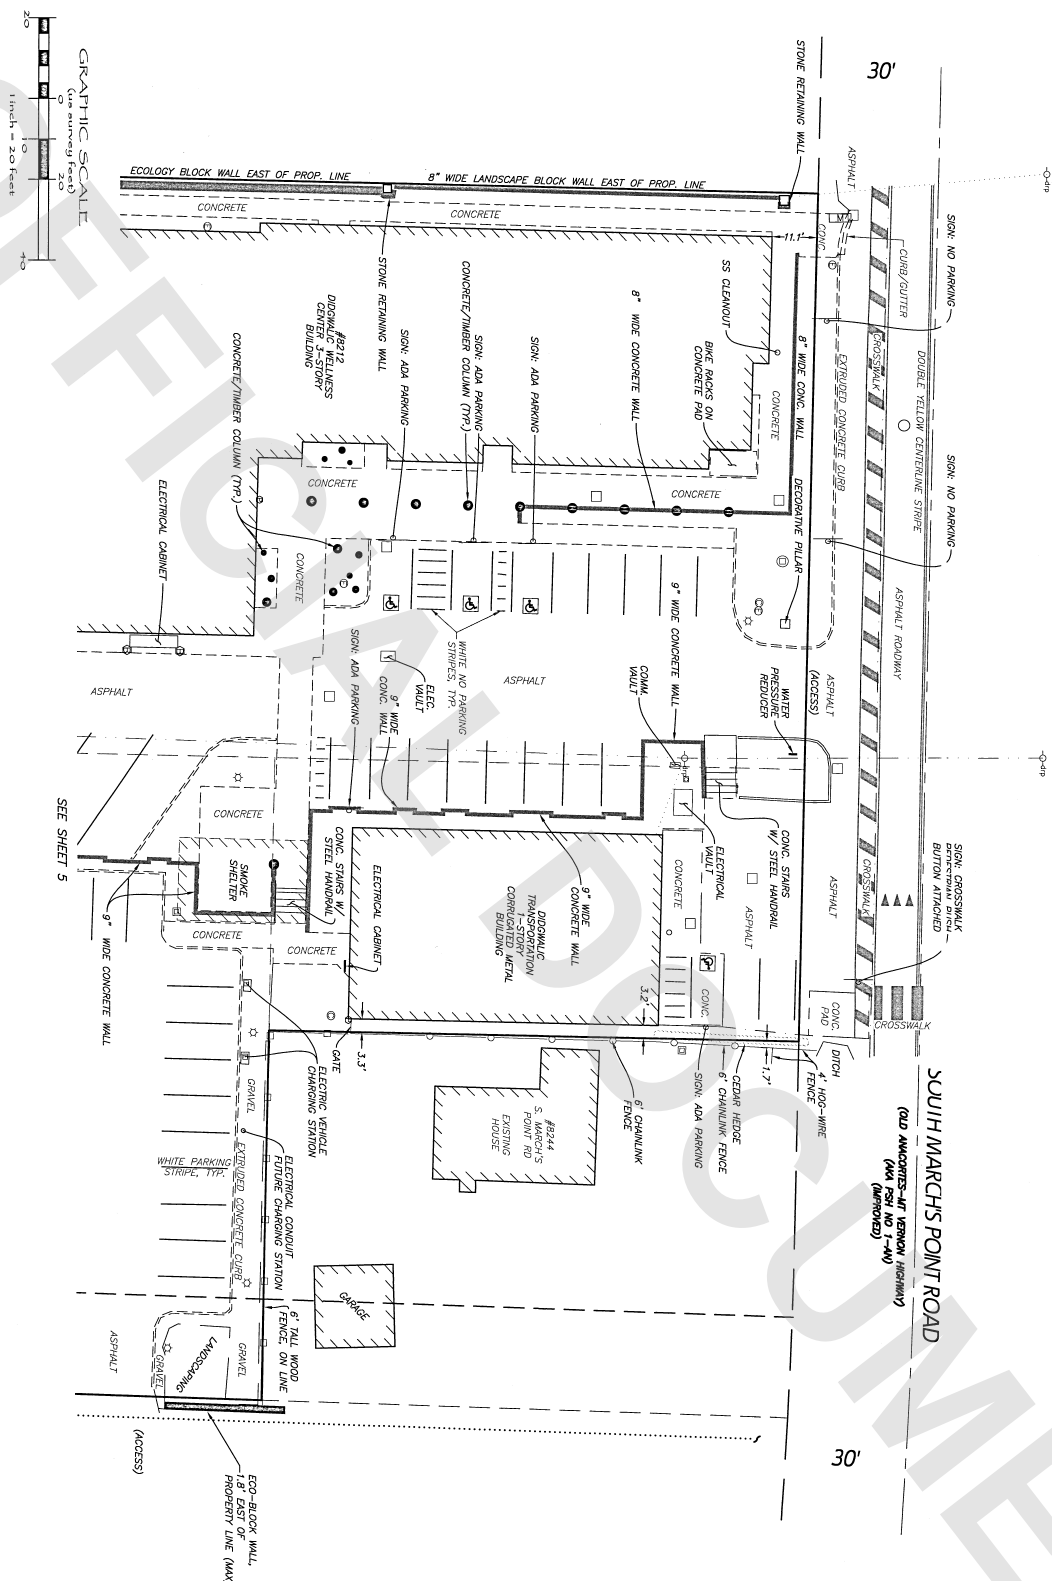 SOUTH MARCH'S POINT ROAD
(OLD ANACORTES-MT VERNON HIGHWAY)
(AKA PSH NO 1-AN)
(IMPROVED)
30'
30'
GRAPHIC SCALE
(us survey feet)
20
0
10
20
40
1 inch = 20 feet
STONE RETAINING WALL
ASPHALT
CURB/GUTTER
SIGN: NO PARKING
drp
CONC.
11.1'
CROSSWALK
DOUBLE YELLOW CENTERLINE STRIPE
EXTRUDED CONCRETE CURB
8" WIDE CONC. WALL
SIGN: NO PARKING
ASPHALT ROADWAY
ECOLOGY BLOCK WALL EAST OF PROP. LINE
8" WIDE LANDSCAPE BLOCK WALL EAST OF PROP. LINE
CONCRETE
CONCRETE
STONE RETAINING WALL
SS CLEANOUT
BIKE RACKS ON
CONCRETE PAD
CONCRETE
8" WIDE CONCRETE WALL
#8212
DIDGWALIC WELLNESS
CENTER 3-STORY
BUILDING
CONCRETE/TIMBER COLUMN (TYP.)
CONCRETE/TIMBER COLUMN (TYP.)
SIGN: ADA PARKING
SIGN: ADA PARKING
SIGN: ADA PARKING
DECORATIVE PILLAR
CONCRETE
CONCRETE
CONCRETE
ELECTRICAL CABINET
ASPHALT
SIGN: ADA PARKING
WHITE NO PARKING
STRIPES, TYP.
ELEC.
VAULT
9" WIDE
CONC. WALL
ASPHALT
9" WIDE CONCRETE WALL
COMM.
VAULT
WATER
PRESSURE
REDUCER
ASPHALT
(ACCESS)
drp
drp
SEE SHEET 5
CONCRETE
SMOKE
SHELTER
CONC. STAIRS W/
STEEL HANDRAIL
ELECTRICAL CABINET
9" WIDE CONCRETE WALL
CONCRETE
CONCRETE
DIDGWALIC
TRANSPORTATION
1-STORY
CORRUGATED METAL
BUILDING
9" WIDE
CONCRETE WALL
ELECTRICAL
VAULT
CONCRETE
CONC. STAIRS
W/ STEEL HANDRAIL
ASPHALT
ASPHALT
CROSSWALK
SIGN: CROSSWALK
BUTTON ATTACHED
CONC.
CONC.
PAD
CROSSWALK
3.2'
3.3'
1.7'
GATE
DITCH
4' HOG-WIRE
FENCE
CEDAR HEDGE
6' CHAINLINK FENCE
SIGN: ADA PARKING
6' CHAINLINK
FENCE
#8244
S. MARCH'S
POINT RD
EXISTING
HOUSE
ELECTRIC VEHICLE
CHARGING STATION
GRAVEL
ELECTRICAL CONDUIT
FUTURE CHARGING STATION
EXTRUDED CONCRETE CURB
WHITE PARKING
STRIPE, TYP.
GARAGE
6' TALL WOOD
FENCE, ON LINE
GRAVEL
LANDSCAPING
GRAVEL
ASPHALT
(ACCESS)
ECO-BLOCK WALL,
1.8' EAST OF
PROPERTY LINE (MAX
OFFICIAL DOCUME